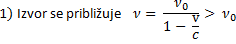 1) Izvor se približuje ν = ν₀ / (1 − v/c) > ν₀